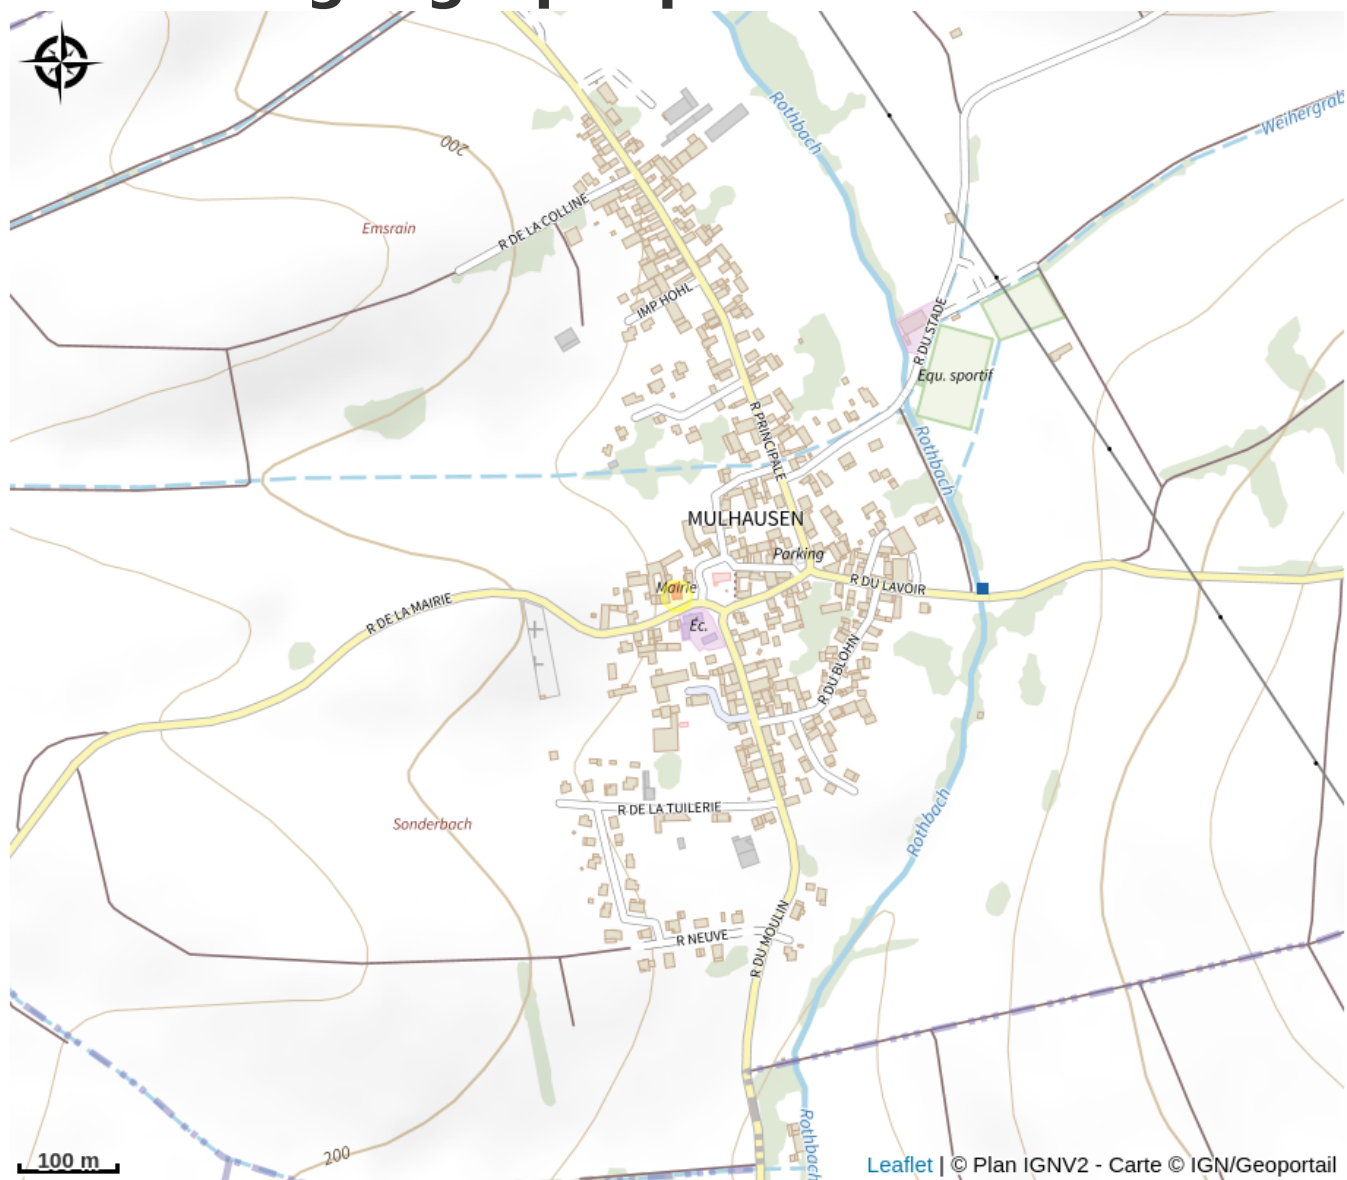 Rothbach
Weihergrab
200
R DE LA COLLINE
Emsrain
IMP HOHL
R DU STADE
Equ. sportif
R PRINCIPALE
Rothbach
MULHAUSEN
Parking
Mairie
R DU LAVOIR
R DE LA MAIRIE
Éc.
R DU BLOHN
R DE LA TUILERIE
Sonderbach
Rothbach
R NEUVE
R DU MOULIN
Rothbach
200
100 m
Leaflet | © Plan IGNV2 - Carte © IGN/Geoportail